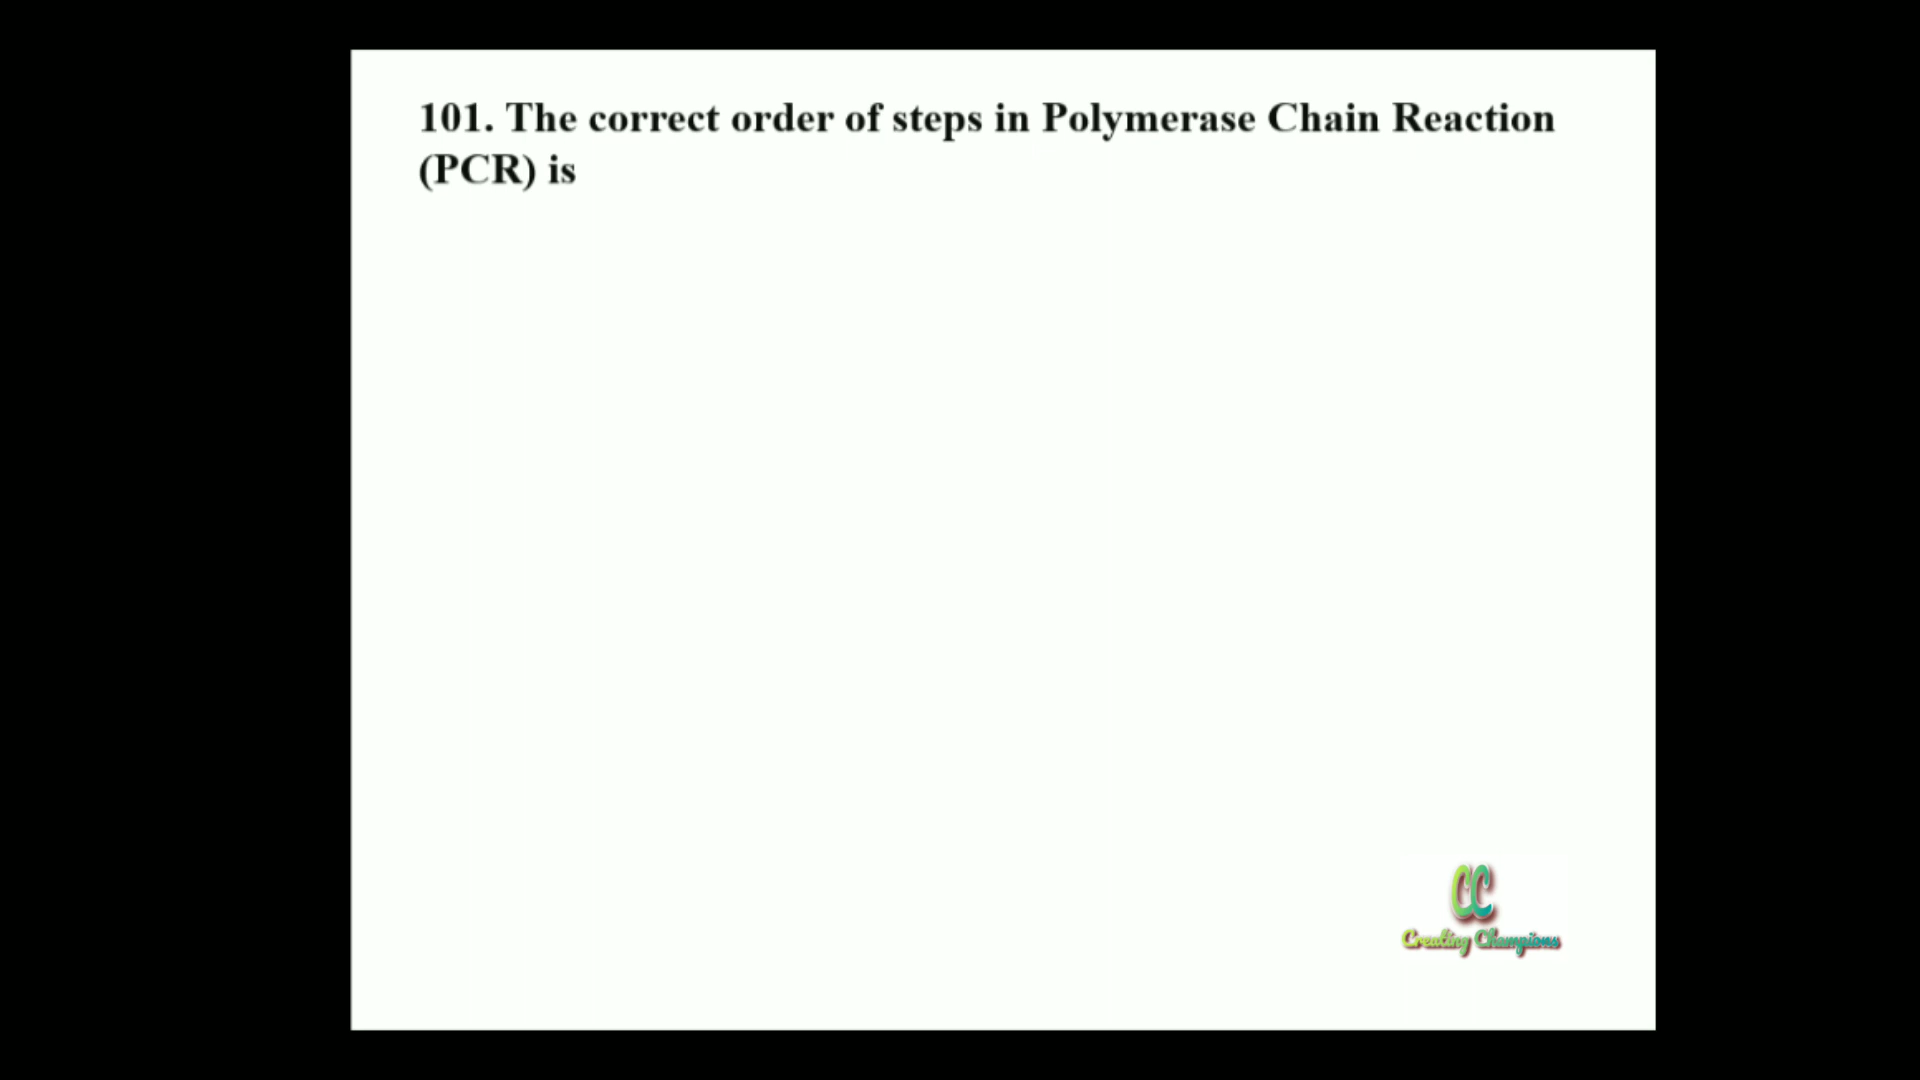 101. The correct order of steps in Polymerase Chain Reaction
(PCR) is
CC
Creating Champions